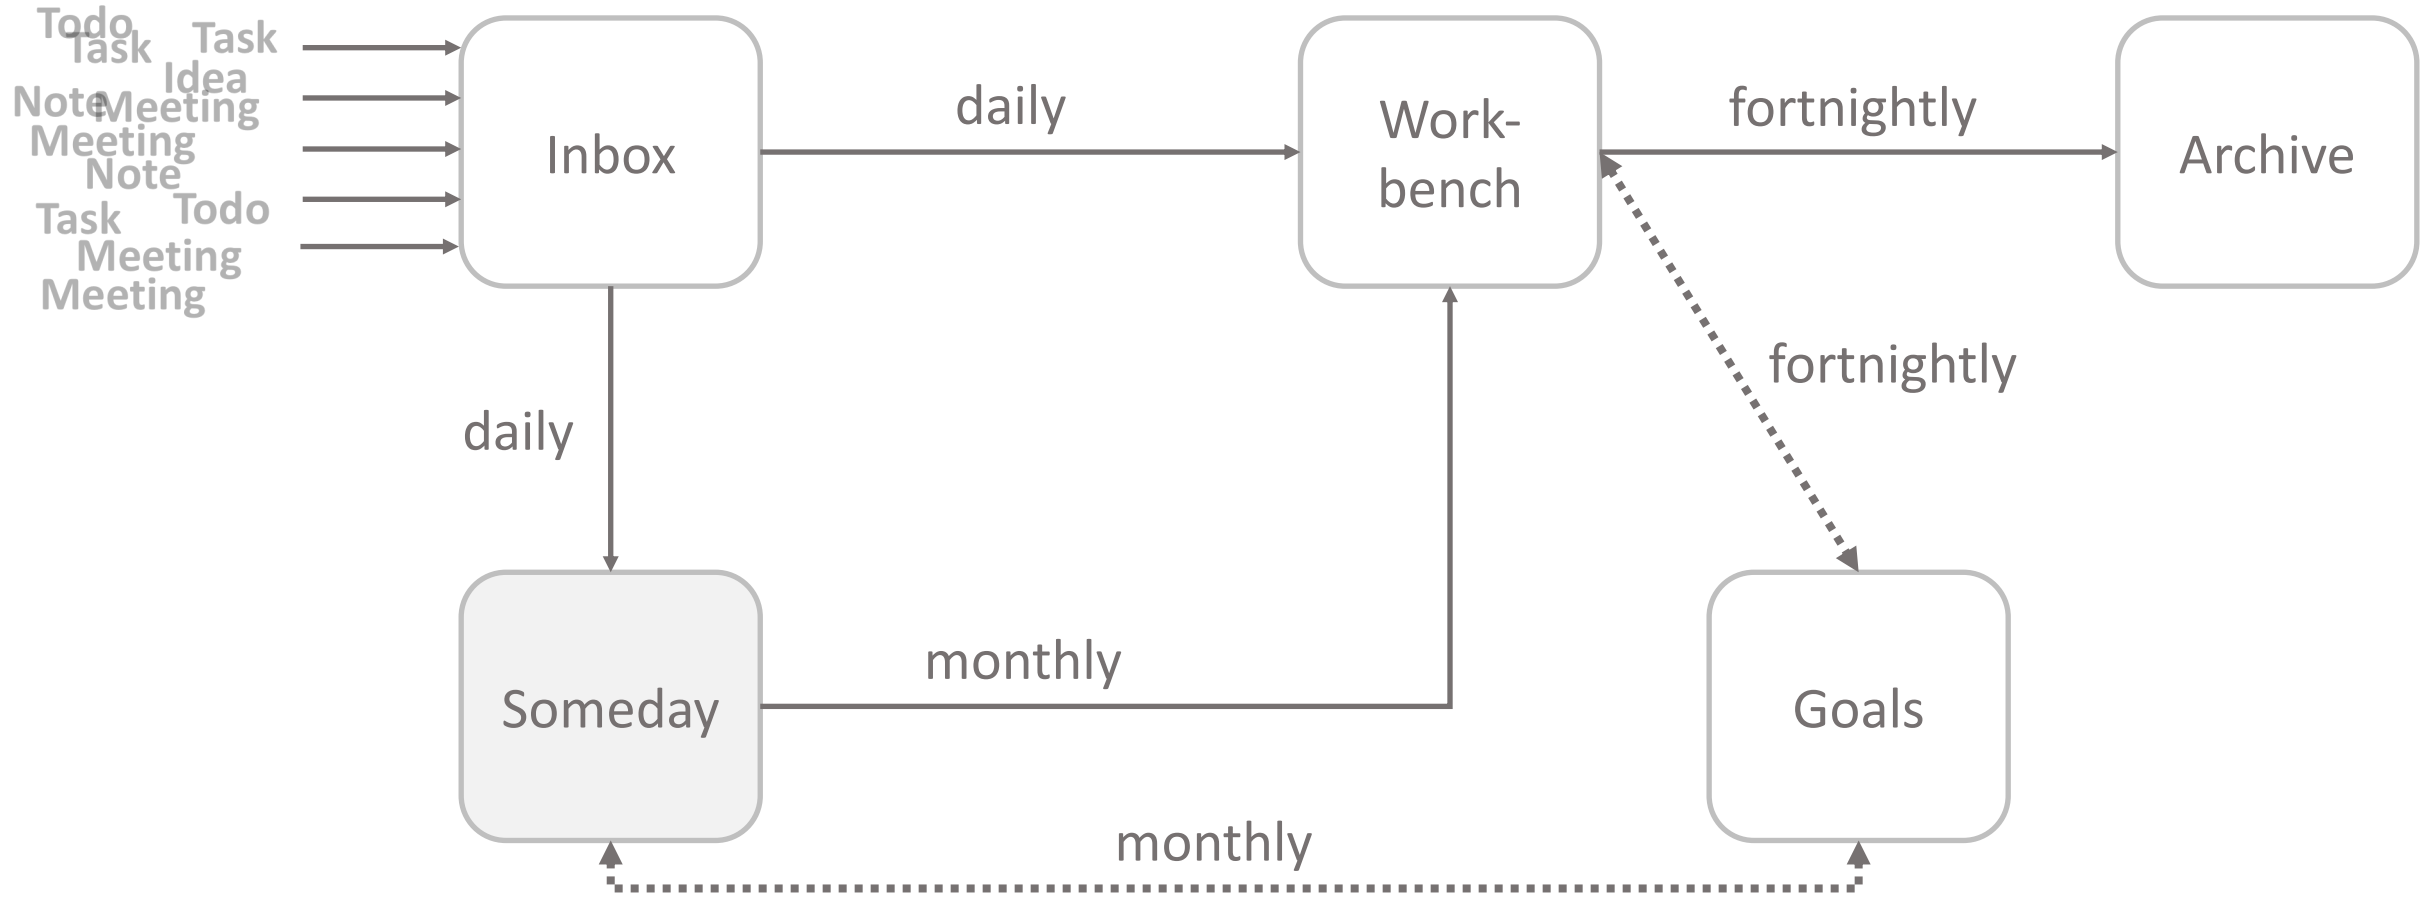 Todo
Task Task
Idea
Note Meeting
Meeting
Note
Task Todo
Meeting
Meeting
Inbox
daily
Work-
bench
fortnightly
Archive
fortnightly
daily
Someday
monthly
Goals
monthly